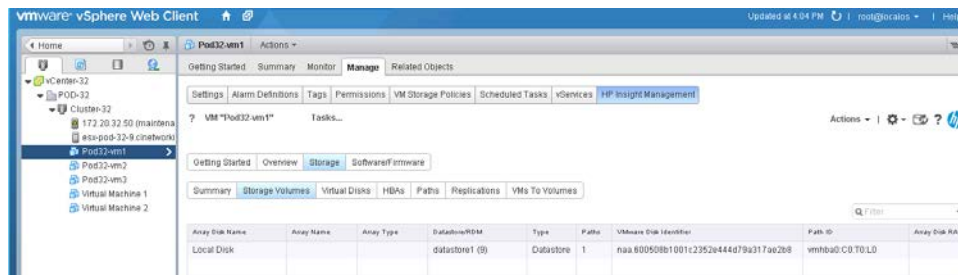 vmware vSphere Web Client
Updated at 4:04 PM | root@localos | Help
Home
Pod32-vm1 Actions
Getting Started Summary Monitor Manage Related Objects
vCenter-32
POD-32
Cluster-32
172.20.32.50 (maintena
esx-pod-32-9.cinetworki
Pod32-vm1
Pod32-vm2
Pod32-vm3
Virtual Machine 1
Virtual Machine 2
Settings Alarm Definitions Tags Permissions VM Storage Policies Scheduled Tasks vServices HP Insight Management
? VM "Pod32-vm1" Tasks...
Actions | ? hp
Getting Started Overview Storage Software/Firmware
Summary Storage Volumes Virtual Disks HBAs Paths Replications VMs To Volumes
Filter
Array Disk Name Array Name Array Type Datastore/RDM Type Paths VMware Disk Identifier Path ID Array Disk RA
Local Disk datastore1 (9) Datastore 1 naa.600508b1001c2352e444d79a317ae2b8 vmhba0:C0:T0:L0